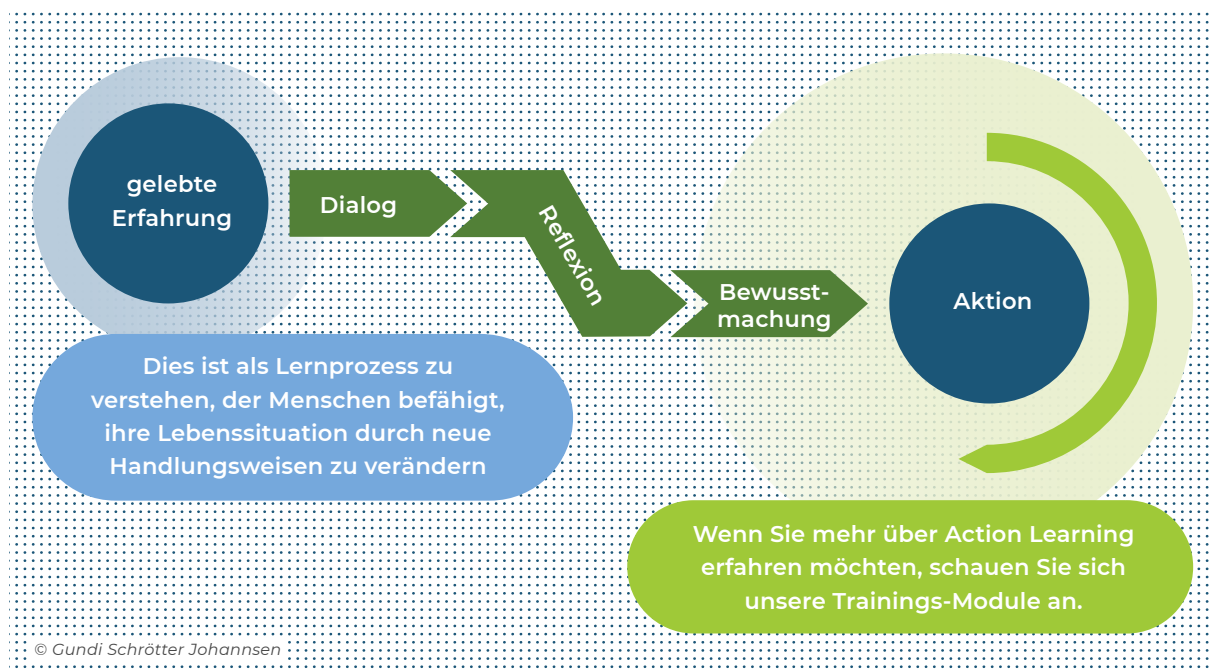 gelebte
Erfahrung
Dialog
Reflexion
Bewusst-
machung
Aktion
Dies ist als Lernprozess zu
verstehen, der Menschen befähigt,
ihre Lebenssituation durch neue
Handlungsweisen zu verändern
Wenn Sie mehr über Action Learning
erfahren möchten, schauen Sie sich
unsere Trainings-Module an.
© Gundi Schrötter Johannsen